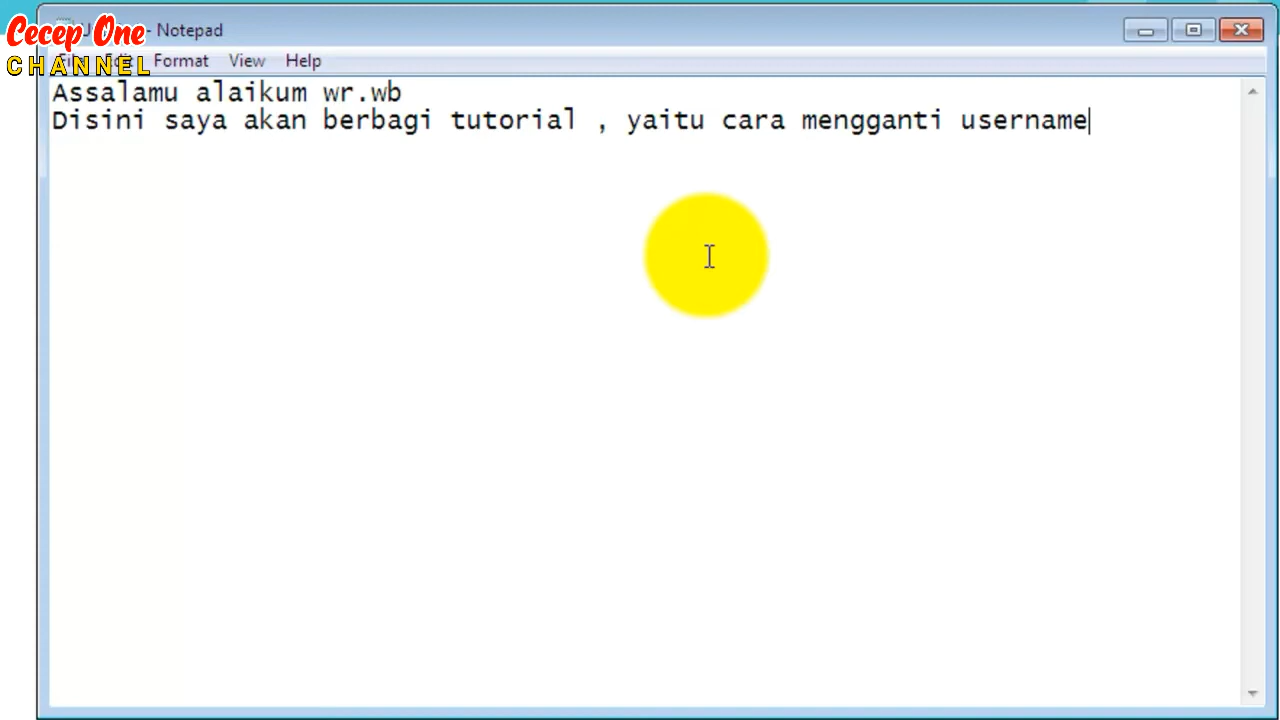 Cecep One
CHANNEL
- Notepad
Format View Help
Assalamu alaikum wr.wb
Disini saya akan berbagi tutorial , yaitu cara mengganti username